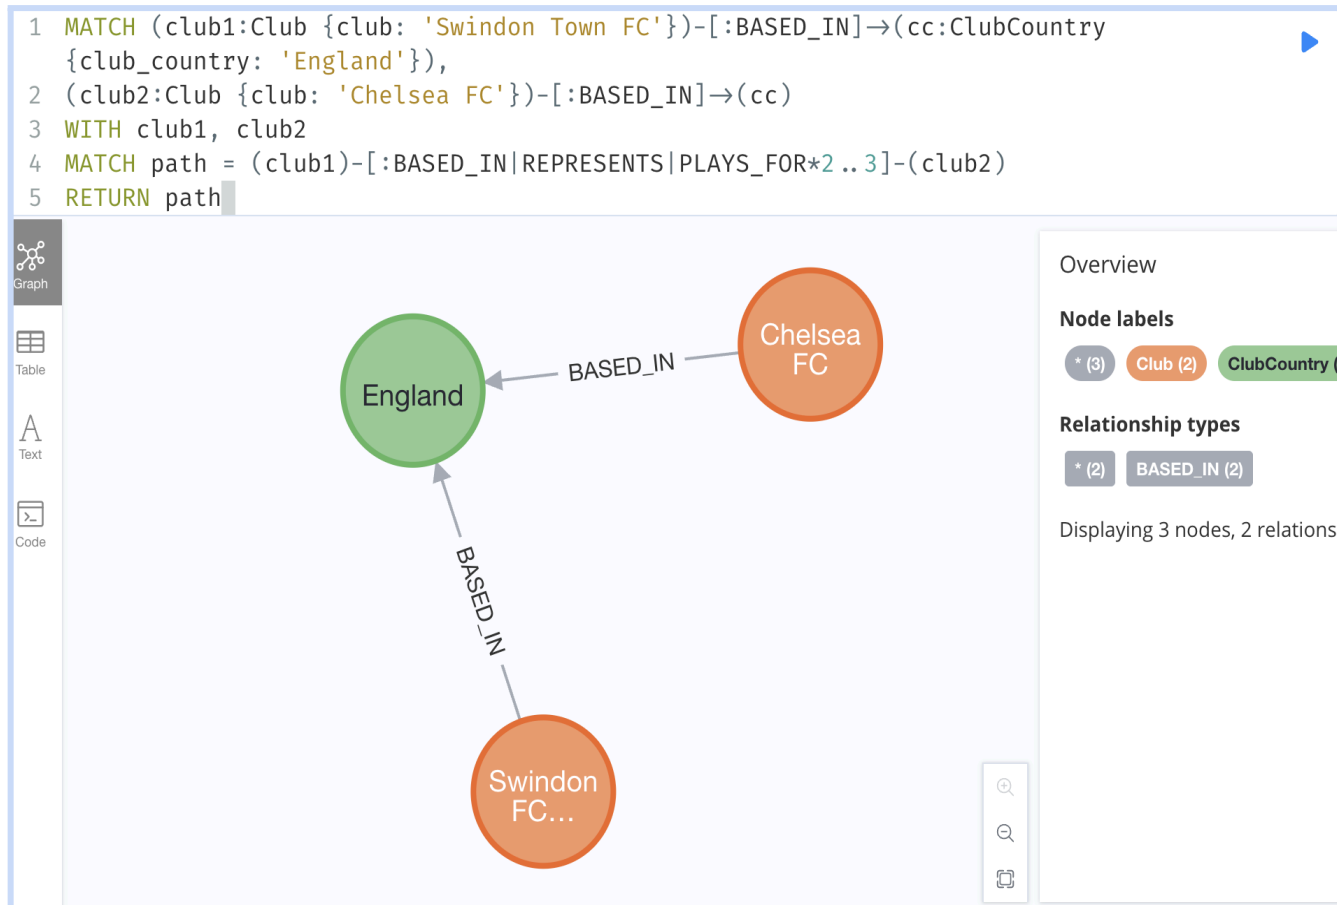 1 MATCH (club1:Club {club: 'Swindon Town FC'})-[:BASED_IN]→(cc:ClubCountry
{club_country: 'England'}),
2 (club2:Club {club: 'Chelsea FC'})-[:BASED_IN]→(cc)
3 WITH club1, club2
4 MATCH path = (club1)-[:BASED_IN|REPRESENTS|PLAYS_FOR*2..3]-(club2)
5 RETURN path
Graph
Table
Text
Code
England
BASED_IN
Chelsea
FC
BASED_IN
Swindon
FC...
Overview
Node labels
* (3) Club (2) ClubCountry (
Relationship types
* (2) BASED_IN (2)
Displaying 3 nodes, 2 relations